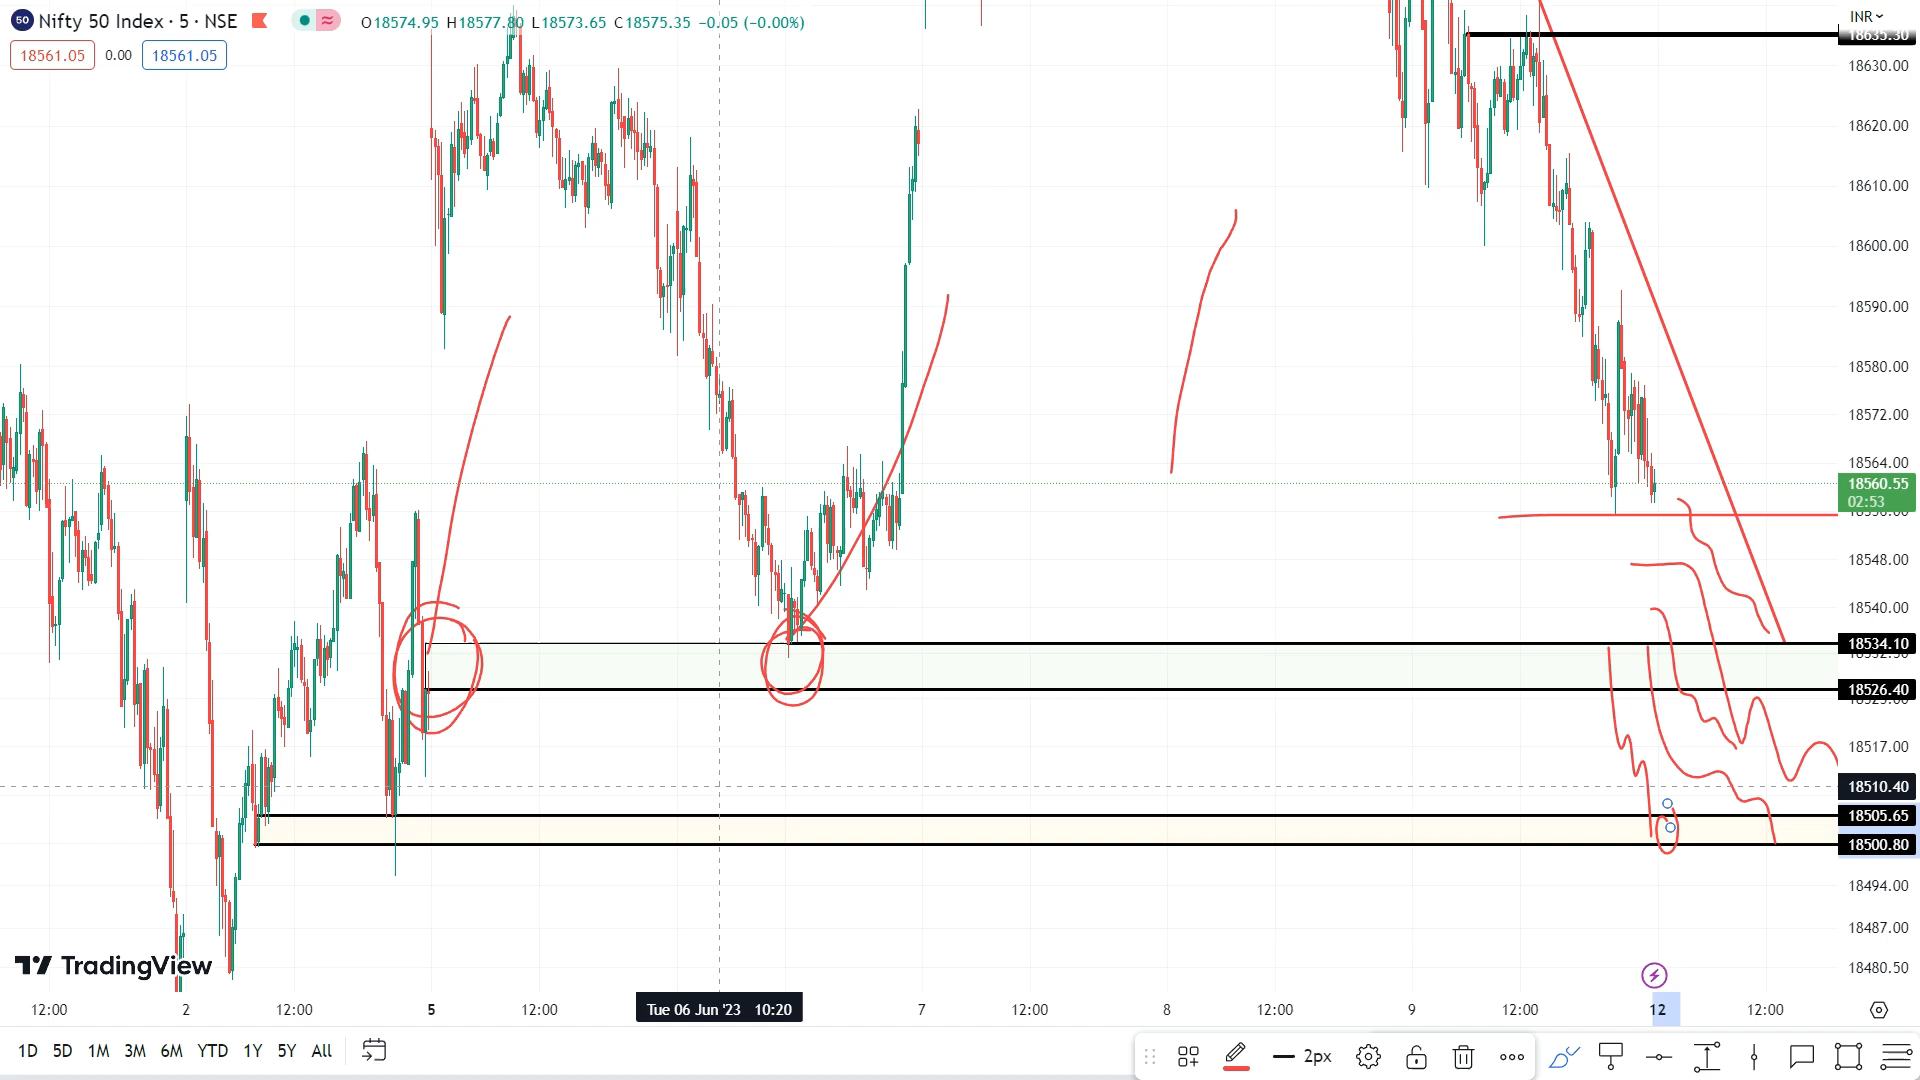 50 Nifty 50 Index · 5 · NSE
O18574.95 H18577.80 L18573.65 C18575.35 −0.05 (−0.00%)
INR
18561.05 0.00 18561.05
18635.30
18630.00
18620.00
18610.00
18600.00
18590.00
18580.00
18572.00
18564.00
18560.55
02:53
18548.00
18540.00
18534.10
18526.40
18517.00
18510.40
18505.65
18500.80
18494.00
18487.00
18480.50
TradingView
12:00 2 12:00 5 12:00 Tue 06 Jun '23 10:20 7 12:00 8 12:00 9 12:00 12 12:00
1D 5D 1M 3M 6M YTD 1Y 5Y All
2px